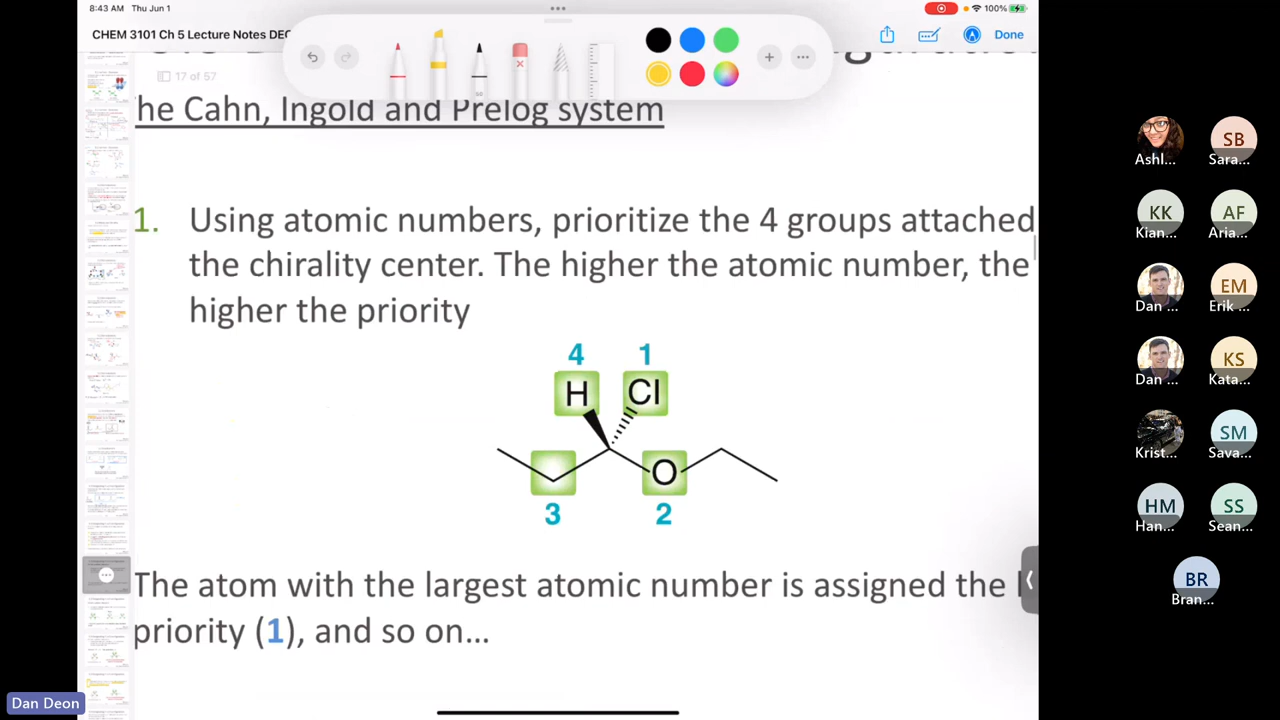 8:43 AM Thu Jun 1
100%
CHEM 3101 Ch 5 Lecture Notes DEC
Done
17 of 57
he Cahn, Ingold and Prelog system
1. Using atomic numbers, prioritize the 4 groups attached
the chirality center. The higher the atomic number, the
higher the priority
4 1
H Cl
O
3 2
The atom with the largest atomic number is assigned the
priority (1), and so on...
Dan Deon
Ashl... SB Sara...
KK Kian... AF Aria...
Dan ... EM Erik ...
Dan ... KS Kata...
Krist... SM Sava...
HM Han... SS Sean...
BR Bran...